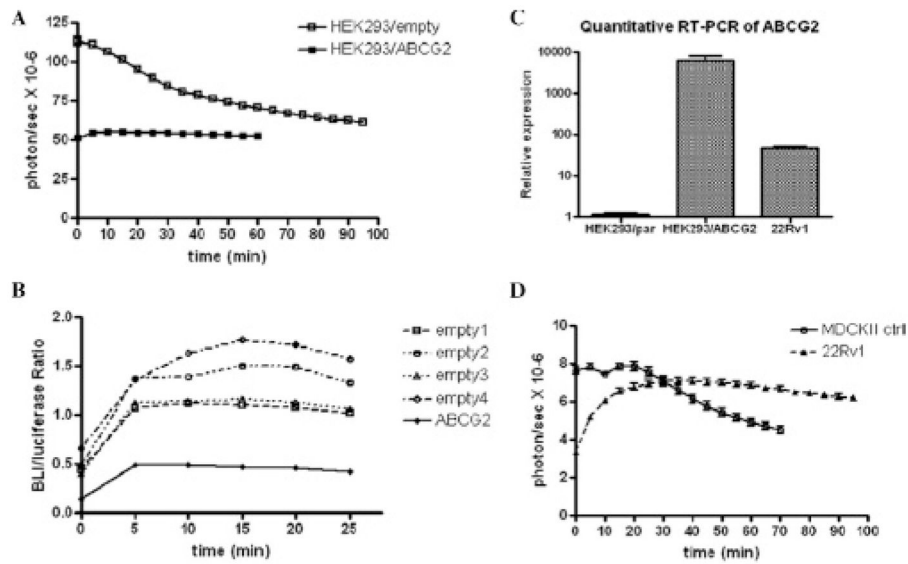 A
125
100
75
50
25
0
photon/sec X 10-6
0 10 20 30 40 50 60 70 80 90 100
time (min)
HEK293/empty
HEK293/ABCG2
C
Quantitative RT-PCR of ABCG2
10000
1000
100
10
1
Relative expression
HEK293/par HEK293/ABCG2 22Rv1
B
2.0
1.5
1.0
0.5
0.0
BLI/luciferase Ratio
0 5 10 15 20 25
time (min)
empty1
empty2
empty3
empty4
ABCG2
D
10
8
6
4
2
0
photon/sec X 10-6
0 10 20 30 40 50 60 70 80 90 100
time (min)
MDCKII ctrl
22Rv1